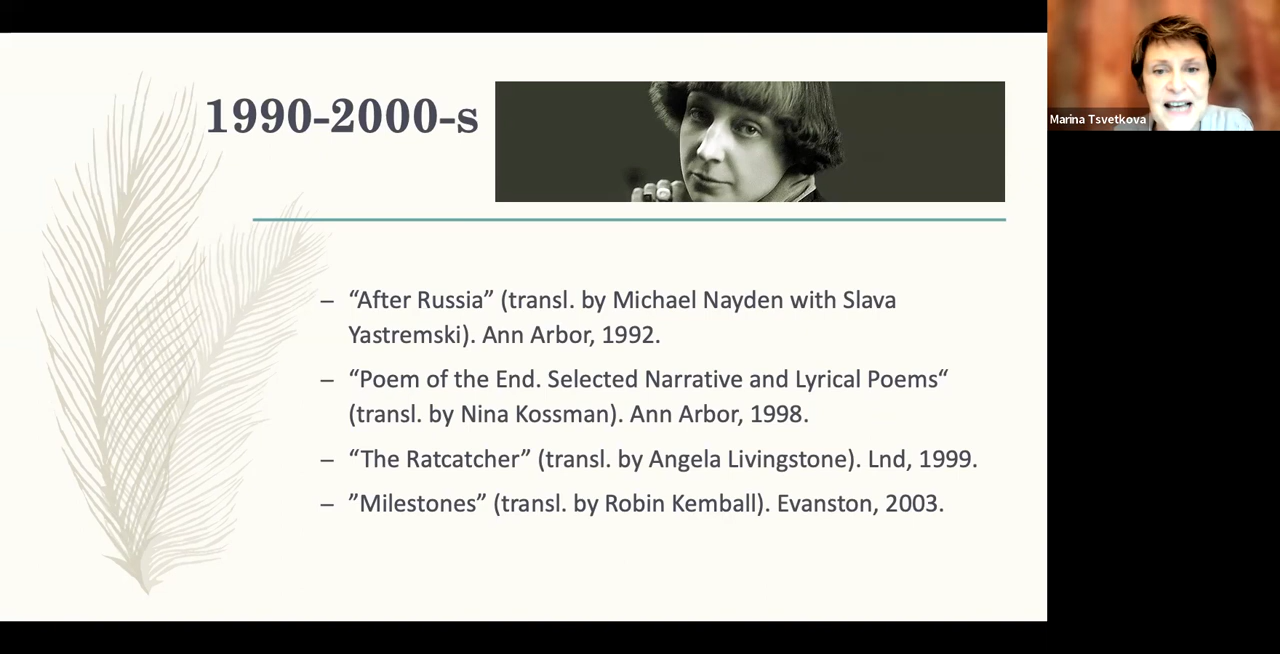 1990-2000-s
Marina Tsvetkova
– “After Russia” (transl. by Michael Nayden with Slava
Yastremski). Ann Arbor, 1992.
– “Poem of the End. Selected Narrative and Lyrical Poems“
(transl. by Nina Kossman). Ann Arbor, 1998.
– “The Ratcatcher” (transl. by Angela Livingstone). Lnd, 1999.
– ”Milestones” (transl. by Robin Kemball). Evanston, 2003.